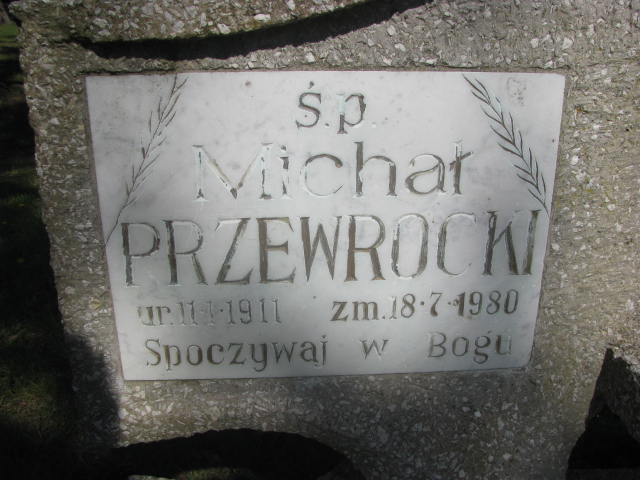 ś.p.
Michał
PRZEWROCKI
ur.11·1·1911 zm.18·7·1980
Spoczywaj w Bogu